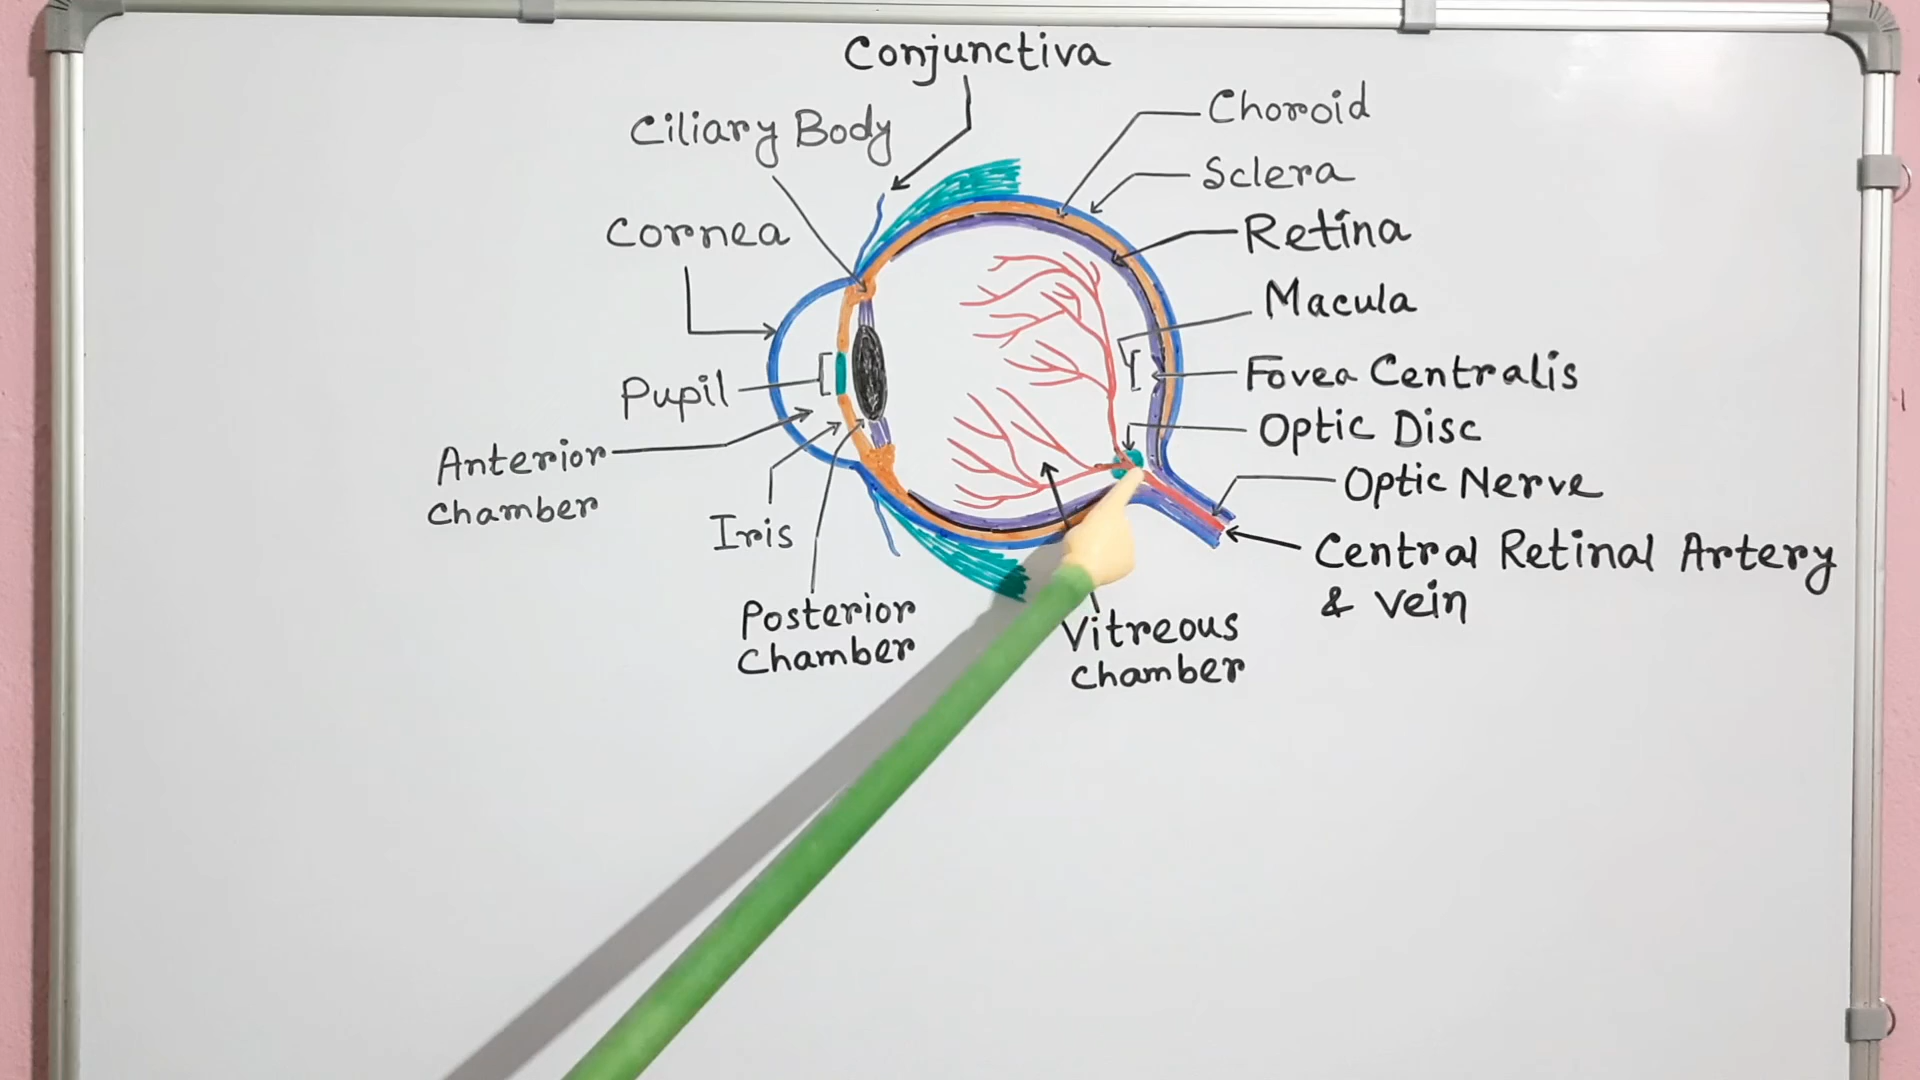 Conjunctiva
Ciliary Body
Choroid
Sclera
Cornea
Retina
Macula
Pupil
Fovea Centralis
Optic Disc
Anterior
chamber
Optic Nerve
Iris
Central Retinal Artery
& vein
Posterior
Chamber
Vitreous
chamber